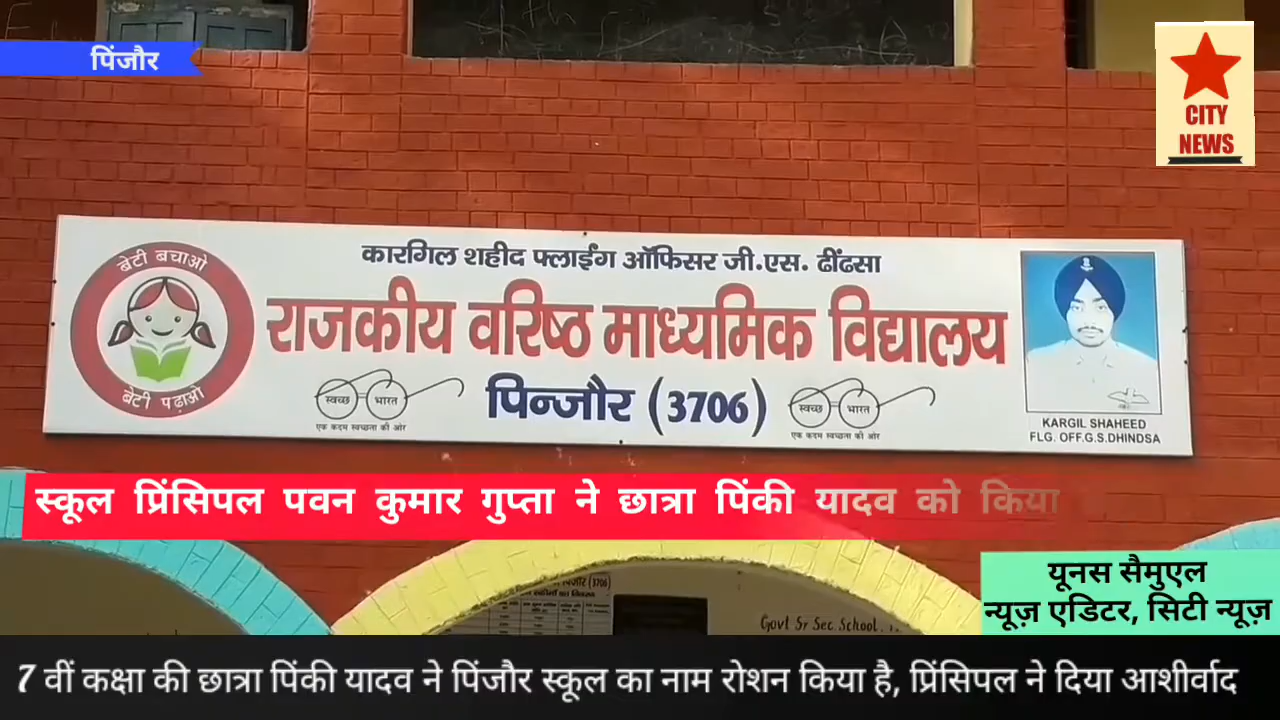 पिंजौर
CITY
NEWS
बेटी बचाओ
बेटी पढ़ाओ
कारगिल शहीद फ्लाईंग ऑफिसर जी.एस. ढींढसा
राजकीय वरिष्ठ माध्यमिक विद्यालय
पिन्जौर (3706)
स्वच्छ भारत
एक कदम स्वच्छता की ओर
स्वच्छ भारत
एक कदम स्वच्छता की ओर
KARGIL SHAHEED
FLG. OFF.G.S.DHINDSA
स्कूल प्रिंसिपल पवन कुमार गुप्ता ने छात्रा पिंकी यादव को किया
यूनस सैमुएल
न्यूज़ एडिटर, सिटी न्यूज़
(3706)
Govt Sr Sec. School.
7 वीं कक्षा की छात्रा पिंकी यादव ने पिंजौर स्कूल का नाम रोशन किया है, प्रिंसिपल ने दिया आशीर्वाद